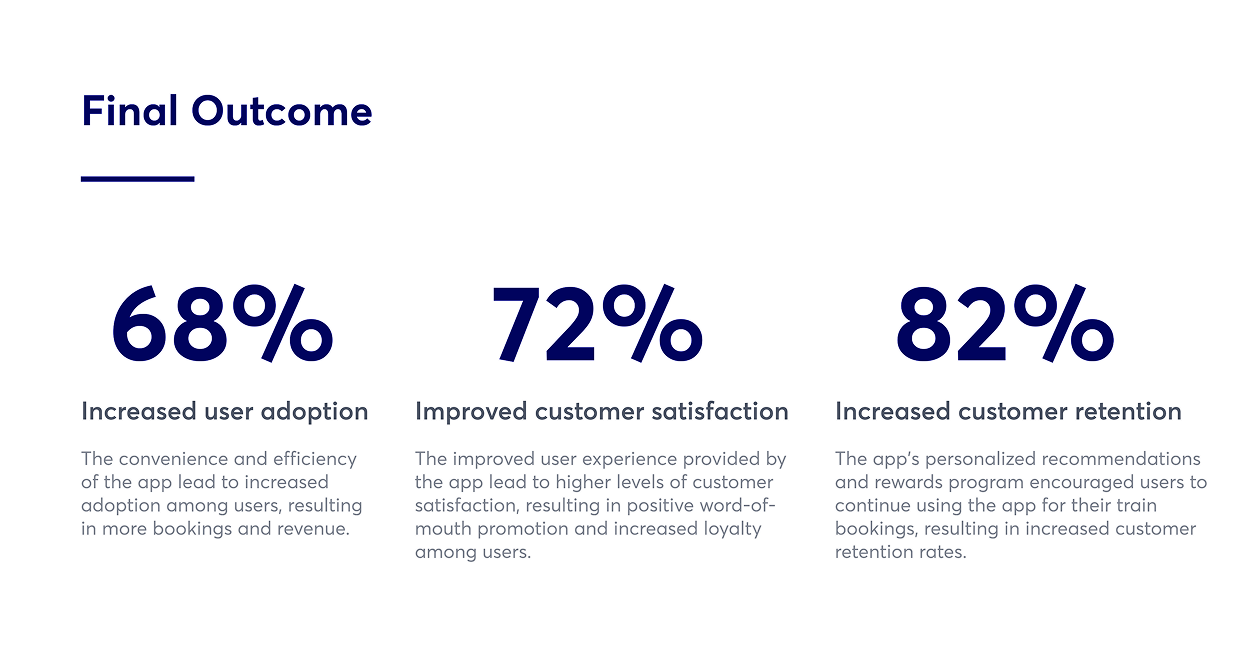 Final Outcome
68%
Increased user adoption
The convenience and efficiency
of the app lead to increased
adoption among users, resulting
in more bookings and revenue.
72%
Improved customer satisfaction
The improved user experience provided by
the app lead to higher levels of customer
satisfaction, resulting in positive word-of-
mouth promotion and increased loyalty
among users.
82%
Increased customer retention
The app's personalized recommendations
and rewards program encouraged users to
continue using the app for their train
bookings, resulting in increased customer
retention rates.